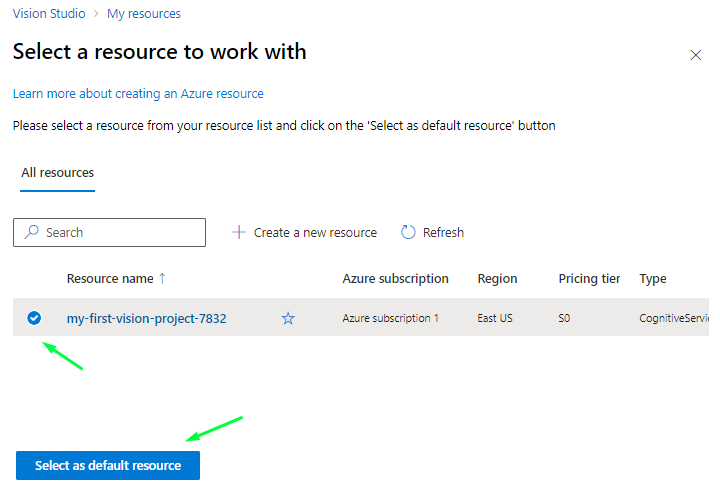 Vision Studio > My resources
Select a resource to work with
Learn more about creating an Azure resource
Please select a resource from your resource list and click on the 'Select as default resource' button
All resources
Search Create a new resource Refresh
Resource name ↑ Azure subscription Region Pricing tier Type
my-first-vision-project-7832 Azure subscription 1 East US S0 CognitiveServi
Select as default resource